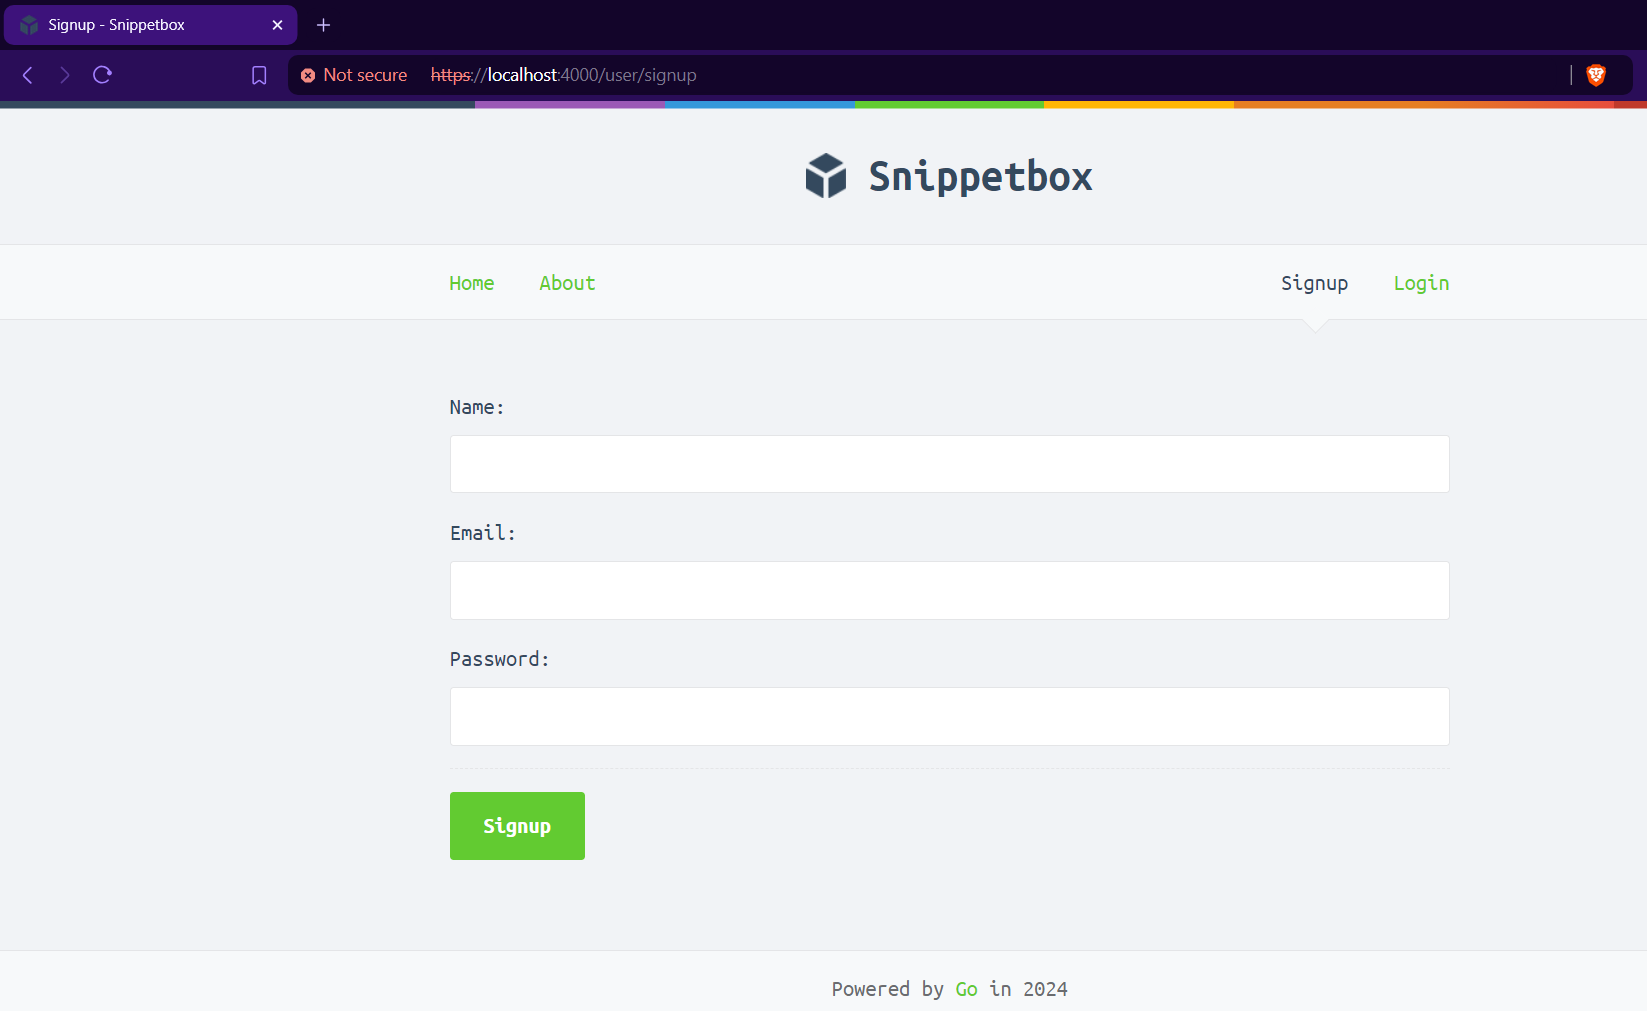 Signup - Snippetbox
Not secure https://localhost:4000/user/signup
Snippetbox
Home About Signup Login
Name:
Email:
Password:
Signup
Powered by Go in 2024